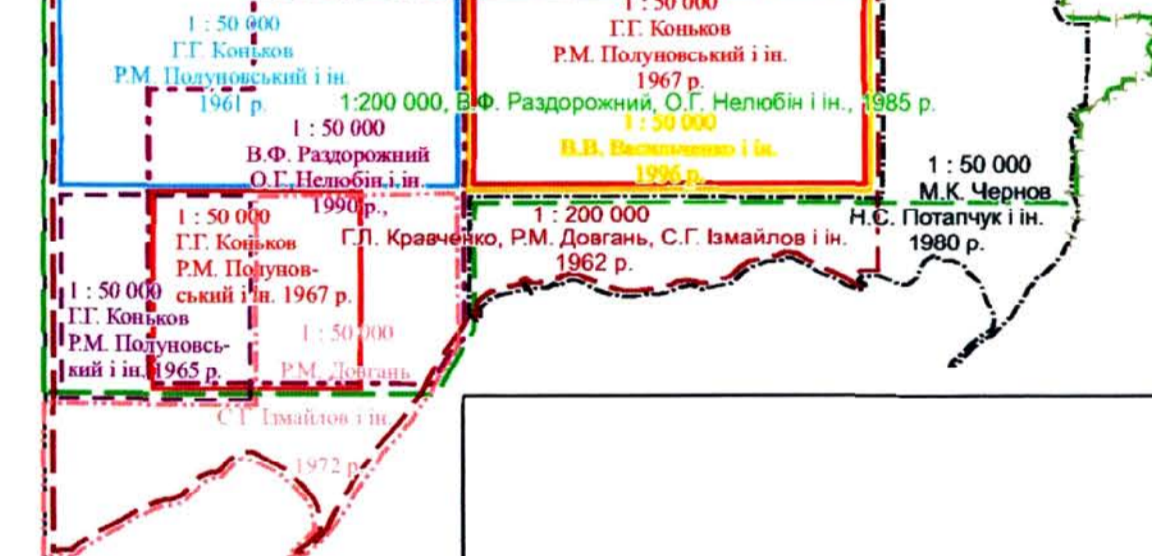 1 : 50 000
Г.Г. Коньков
Р.М. Полуновський і ін.
1961 р.
1 : 50 000
Г.Г. Коньков
Р.М. Полуновський і ін.
1967 р.
1:200 000, В.Ф. Раздорожний, О.Г. Нелюбін і ін., 1985 р.
1 : 50 000
В.Ф. Раздорожний
О.Г. Нелюбін і ін.
1990 р.,
1 : 50 000
В.В. Васильченко і ін.
1996 р.
1 : 50 000
М.К. Чернов
Н.С. Потапчук і ін.
1980 р.
1 : 200 000
Г.Л. Кравченко, Р.М. Довгань, С.Г. Ізмайлов і ін.
1962 р.
1 : 50 000
Г.Г. Коньков
Р.М. Полунов-
ський і ін. 1967 р.
1 : 50 000
Г.Г. Коньков
Р.М. Полуновсь-
кий і ін. 1965 р.
1 : 50 000
Р.М. Довгань
С.Г. Ізмайлов і ін.
1972 р.